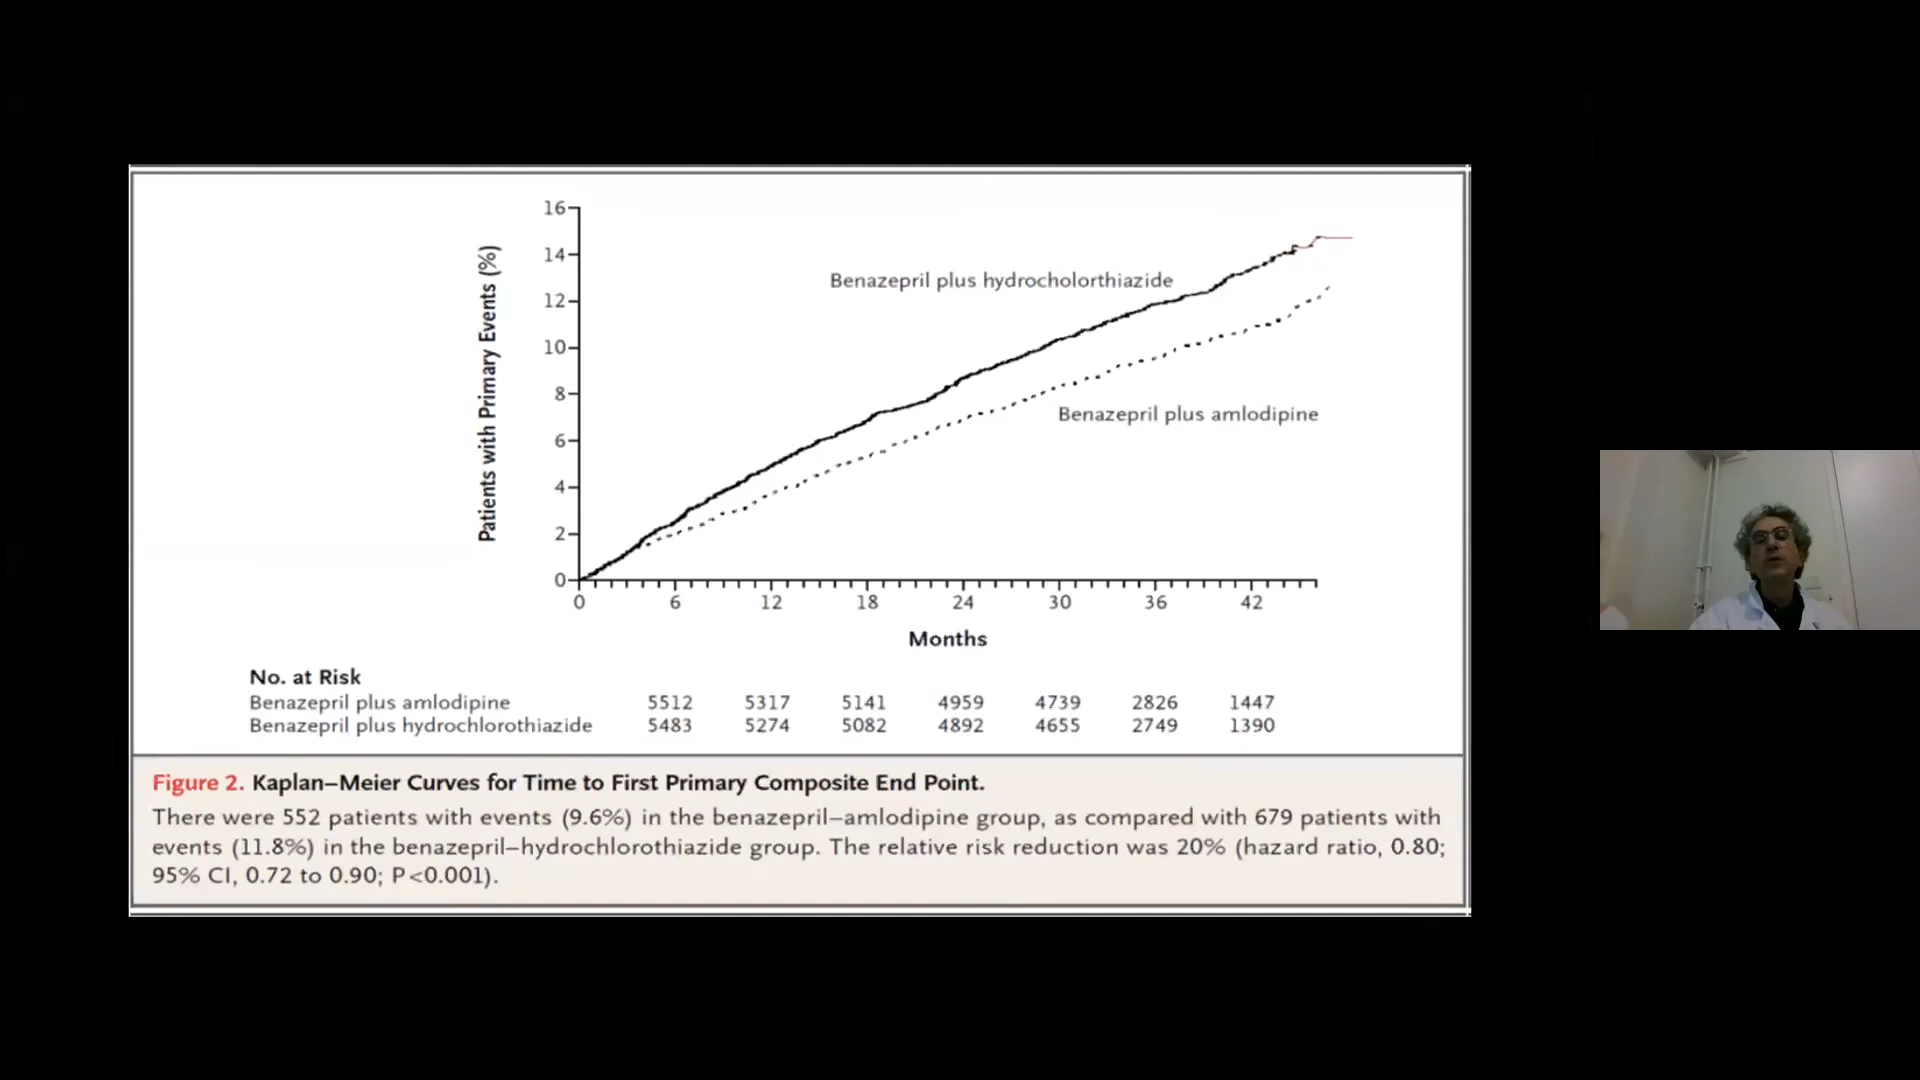 16
14
12
10
8
6
4
2
0
Patients with Primary Events (%)
Benazepril plus hydrocholorthiazide
Benazepril plus amlodipine
0 6 12 18 24 30 36 42
Months
No. at Risk
Benazepril plus amlodipine 5512 5317 5141 4959 4739 2826 1447
Benazepril plus hydrochlorothiazide 5483 5274 5082 4892 4655 2749 1390
Figure 2. Kaplan–Meier Curves for Time to First Primary Composite End Point.
There were 552 patients with events (9.6%) in the benazepril–amlodipine group, as compared with 679 patients with
events (11.8%) in the benazepril–hydrochlorothiazide group. The relative risk reduction was 20% (hazard ratio, 0.80;
95% CI, 0.72 to 0.90; P<0.001).